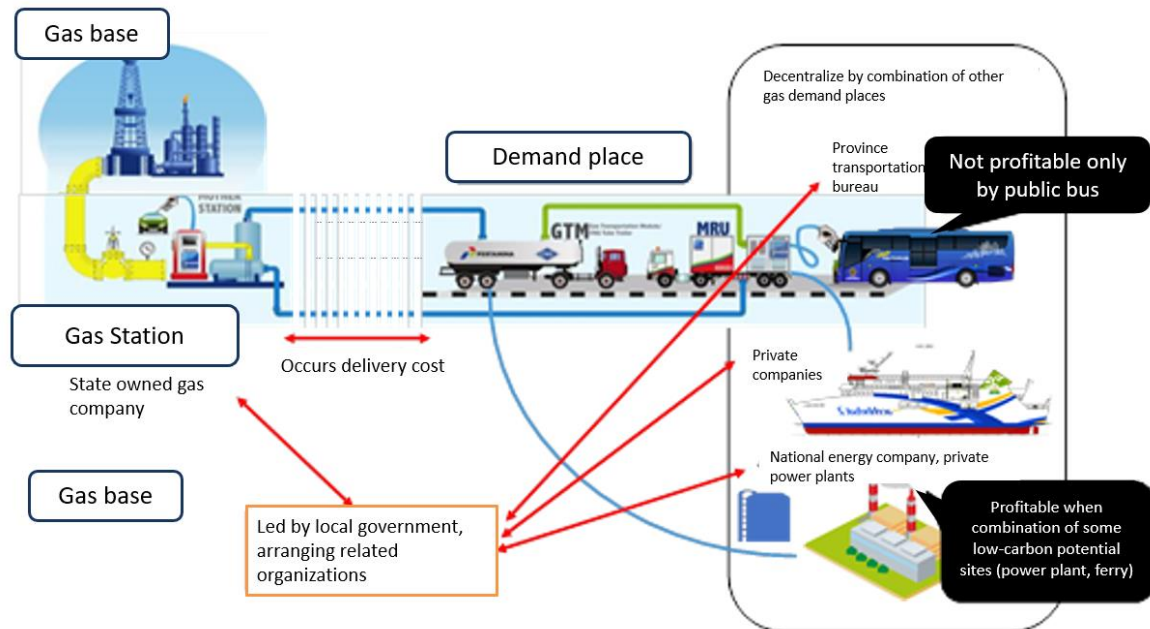 Gas base
Decentralize by combination of other
gas demand places
Demand place
Province
transportation
bureau
Not profitable only
by public bus
MOTHER
STATION
GTM
MRU
PERTAMINA
Gas Station
Occurs delivery cost
State owned gas
company
Private
companies
National energy company, private
power plants
Gas base
Led by local government,
arranging related
organizations
Profitable when
combination of some
low-carbon potential
sites (power plant, ferry)